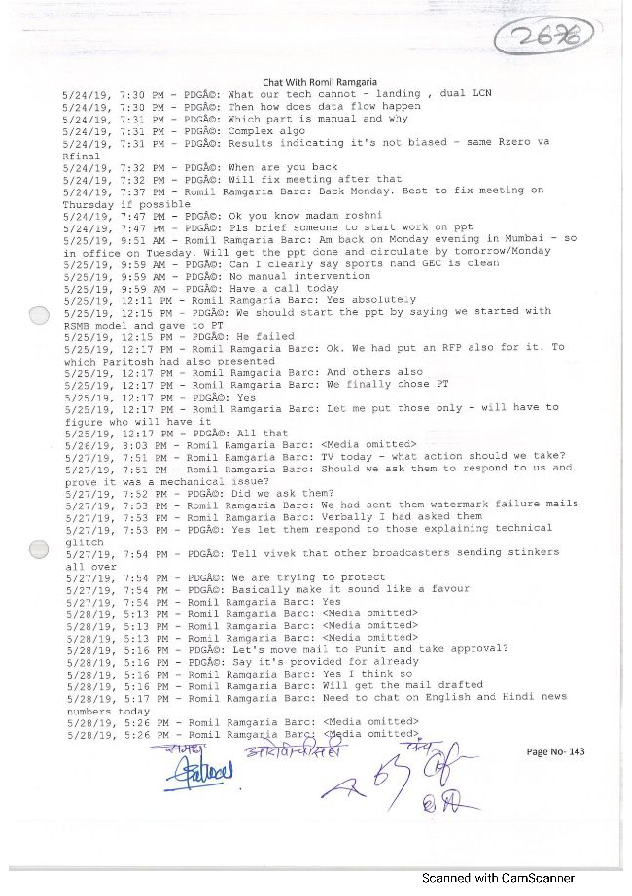 2676
Chat With Romil Ramgaria
5/24/19, 7:30 PM - PDGÂ©: What our tech cannot - landing , dual LCN
5/24/19, 7:30 PM - PDGÂ©: Then how does data flow happen
5/24/19, 7:31 PM - PDGÂ©: Which part is manual and why
5/24/19, 7:31 PM - PDGÂ©: Complex algo
5/24/19, 7:31 PM - PDGÂ©: Results indicating it's not biased - same Rzero va
Rfinal
5/24/19, 7:32 PM - PDGÂ©: When are you back
5/24/19, 7:32 PM - PDGÂ©: Will fix meeting after that
5/24/19, 7:37 PM - Romil Ramgaria Barc: Back Monday. Best to fix meeting on
Thursday if possible
5/24/19, 7:47 PM - PDGÂ©: Ok you know madam roshni
5/24/19, 7:47 PM - PDGÂ©: Pls brief someone to start work on ppt
5/25/19, 9:51 AM - Romil Ramgaria Barc: Am back on Monday evening in Mumbai - so
in office on Tuesday. Will get the ppt done and circulate by tomorrow/Monday
5/25/19, 9:59 AM - PDGÂ©: Can I clearly say sports nand GEC is clean
5/25/19, 9:59 AM - PDGÂ©: No manual intervention
5/25/19, 9:59 AM - PDGÂ©: Have a call today
5/25/19, 12:11 PM - Romil Ramgaria Barc: Yes absolutely
5/25/19, 12:15 PM - PDGÂ©: We should start the ppt by saying we started with
RSMB model and gave to PT
5/25/19, 12:15 PM - PDGÂ©: He failed
5/25/19, 12:17 PM - Romil Ramgaria Barc: Ok. We had put an RFP also for it. To
which Paritosh had also presented
5/25/19, 12:17 PM - Romil Ramgaria Barc: And others also
5/25/19, 12:17 PM - Romil Ramgaria Barc: We finally chose PT
5/25/19, 12:17 PM - PDGÂ©: Yes
5/25/19, 12:17 PM - Romil Ramgaria Barc: Let me put those only - will have to
figure who will have it
5/25/19, 12:17 PM - PDGÂ©: All that
5/26/19, 8:03 PM - Romil Ramgaria Barc: <Media omitted>
5/27/19, 7:51 PM - Romil Ramgaria Barc: TV today - what action should we take?
5/27/19, 7:51 PM - Romil Ramgaria Barc: Should we ask them to respond to us and
prove it was a mechanical issue?
5/27/19, 7:52 PM - PDGÂ©: Did we ask them?
5/27/19, 7:53 PM - Romil Ramgaria Barc: We had sent them watermark failure mails
5/27/19, 7:53 PM - Romil Ramgaria Barc: Verbally I had asked them
5/27/19, 7:53 PM - PDGÂ©: Yes let them respond to those explaining technical
glitch
5/27/19, 7:54 PM - PDGÂ©: Tell vivek that other broadcasters sending stinkers
all over
5/27/19, 7:54 PM - PDGÂ©: We are trying to protect
5/27/19, 7:54 PM - PDGÂ©: Basically make it sound like a favour
5/27/19, 7:54 PM - Romil Ramgaria Barc: Yes
5/28/19, 5:13 PM - Romil Ramgaria Barc: <Media omitted>
5/28/19, 5:13 PM - Romil Ramgaria Barc: <Media omitted>
5/28/19, 5:13 PM - Romil Ramgaria Barc: <Media omitted>
5/28/19, 5:16 PM - PDGÂ©: Let's move mail to Punit and take approval?
5/28/19, 5:16 PM - PDGÂ©: Say it's provided for already
5/28/19, 5:16 PM - Romil Ramgaria Barc: Yes I think so
5/28/19, 5:16 PM - Romil Ramgaria Barc: Will get the mail drafted
5/28/19, 5:17 PM - Romil Ramgaria Barc: Need to chat on English and Hindi news
numbers today
5/28/19, 5:26 PM - Romil Ramgaria Barc: <Media omitted>
5/28/19, 5:26 PM - Romil Ramgaria Barc: <Media omitted>
पंच
Page No- 143
Scanned with CamScanner